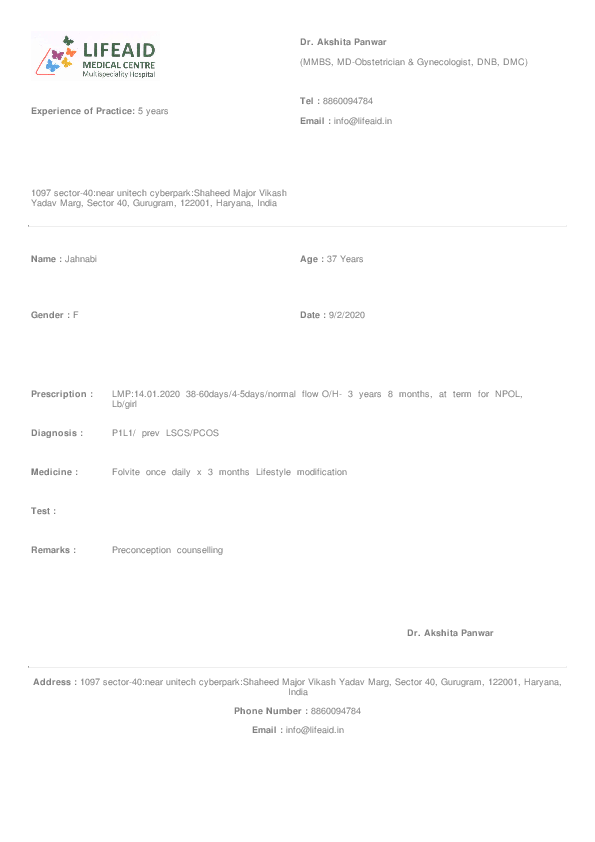 LIFEAID
MEDICAL CENTRE
Multispeciality Hospital
Dr. Akshita Panwar
(MMBS, MD-Obstetrician & Gynecologist, DNB, DMC)
Tel : 8860094784
Experience of Practice: 5 years
Email : info@lifeaid.in
1097 sector-40:near unitech cyberpark:Shaheed Major Vikash
Yadav Marg, Sector 40, Gurugram, 122001, Haryana, India
Name : Jahnabi
Age : 37 Years
Gender : F
Date : 9/2/2020
Prescription : LMP:14.01.2020 38-60days/4-5days/normal flow O/H- 3 years 8 months, at term for NPOL,
Lb/girl
Diagnosis : P1L1/ prev LSCS/PCOS
Medicine : Folvite once daily x 3 months Lifestyle modification
Test :
Remarks : Preconception counselling
Dr. Akshita Panwar
Address : 1097 sector-40:near unitech cyberpark:Shaheed Major Vikash Yadav Marg, Sector 40, Gurugram, 122001, Haryana,
India
Phone Number : 8860094784
Email : info@lifeaid.in